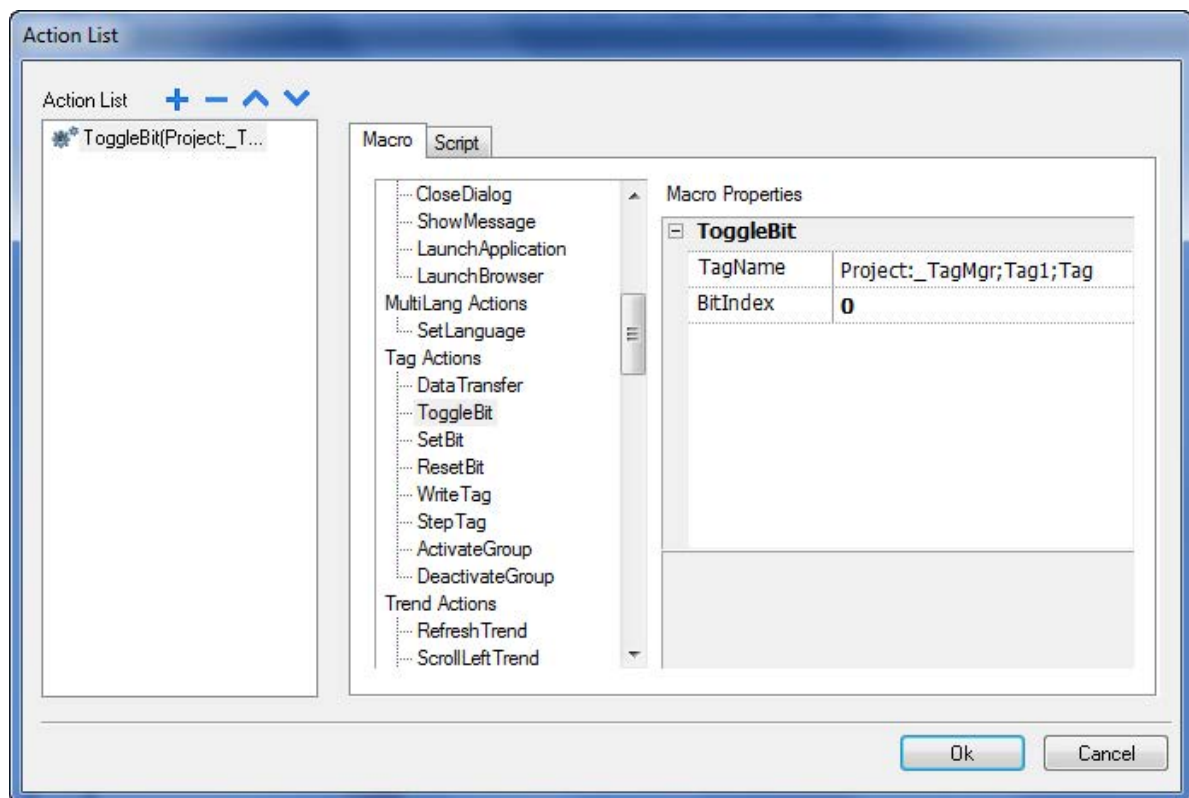 Action List
Action List
ToggleBit(Project:_T...
Macro
Script
CloseDialog
ShowMessage
LaunchApplication
LaunchBrowser
MultiLang Actions
SetLanguage
Tag Actions
DataTransfer
ToggleBit
SetBit
ResetBit
WriteTag
StepTag
ActivateGroup
DeactivateGroup
Trend Actions
RefreshTrend
ScrollLeftTrend
Macro Properties
ToggleBit
TagName Project:_TagMgr;Tag1;Tag
BitIndex 0
Ok
Cancel